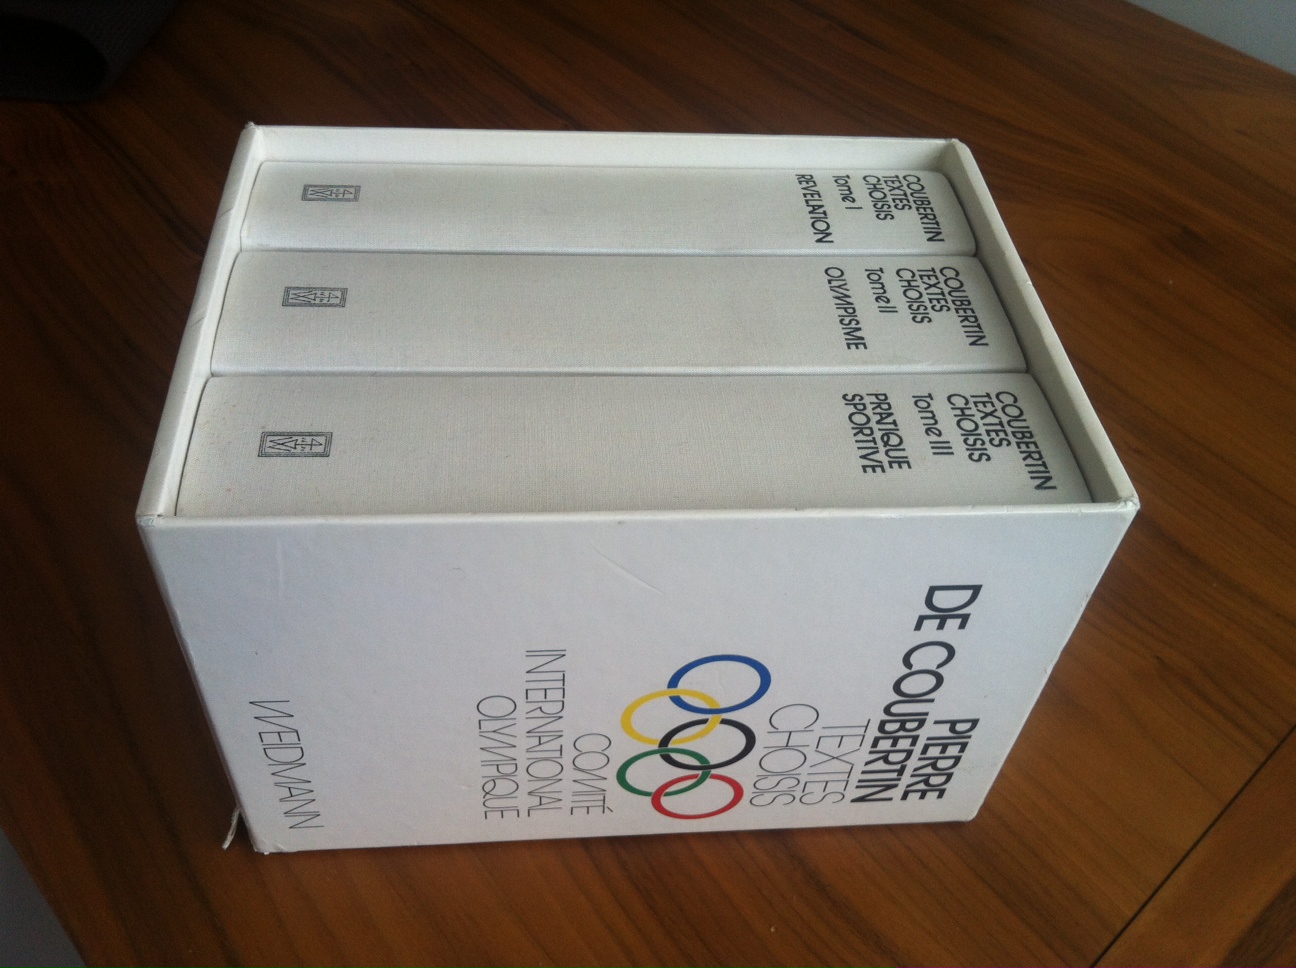 COUBERTIN
TEXTES
CHOISIS
Tome I
REVELATION
COUBERTIN
TEXTES
CHOISIS
Tome II
OLYMPISME
COUBERTIN
TEXTES
CHOISIS
Tome III
PRATIQUE
SPORTIVE
PIERRE
DE COUBERTIN
TEXTES
CHOISIS
COMITÉ
INTERNATIONAL
OLYMPIQUE
WEIDMANN